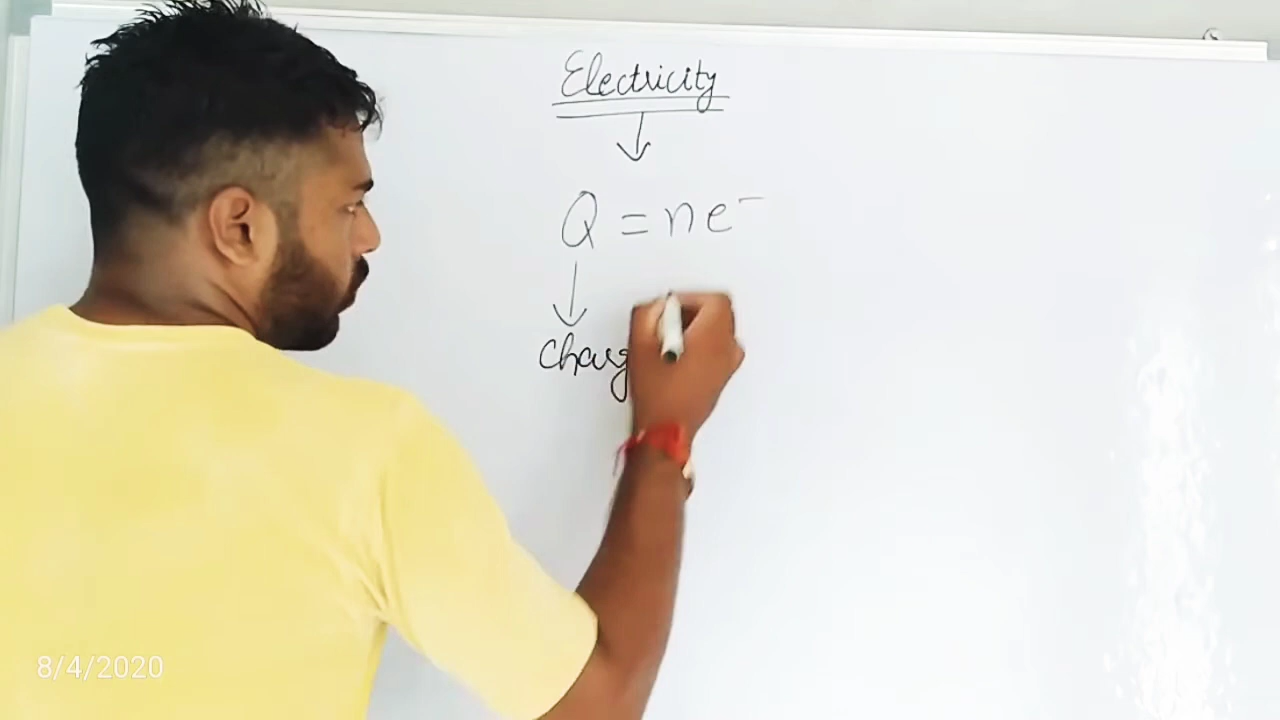 Electricity
Q = ne⁻
Charg
8/4/2020